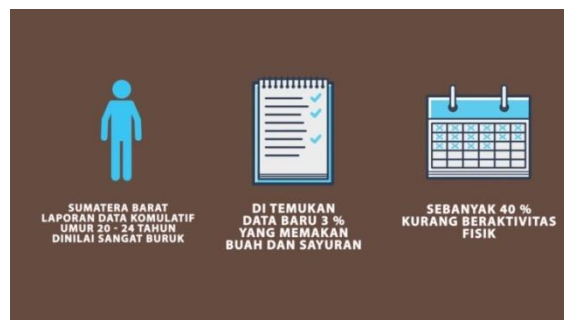 SUMATERA BARAT
LAPORAN DATA KOMULATIF
UMUR 20 - 24 TAHUN
DINILAI SANGAT BURUK
DI TEMUKAN
DATA BARU 3 %
YANG MEMAKAN
BUAH DAN SAYURAN
SEBANYAK 40 %
KURANG BERAKTIVITAS
FISIK